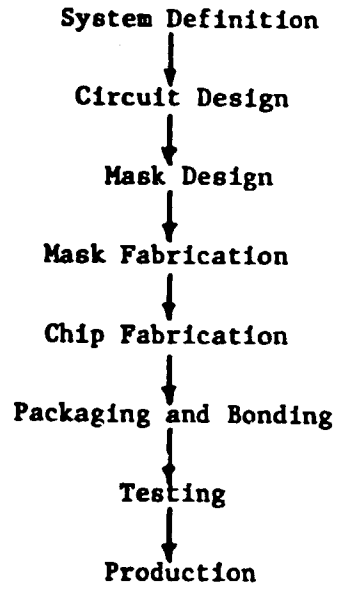 System Definition
Circuit Design
Mask Design
Mask Fabrication
Chip Fabrication
Packaging and Bonding
Testing
Production